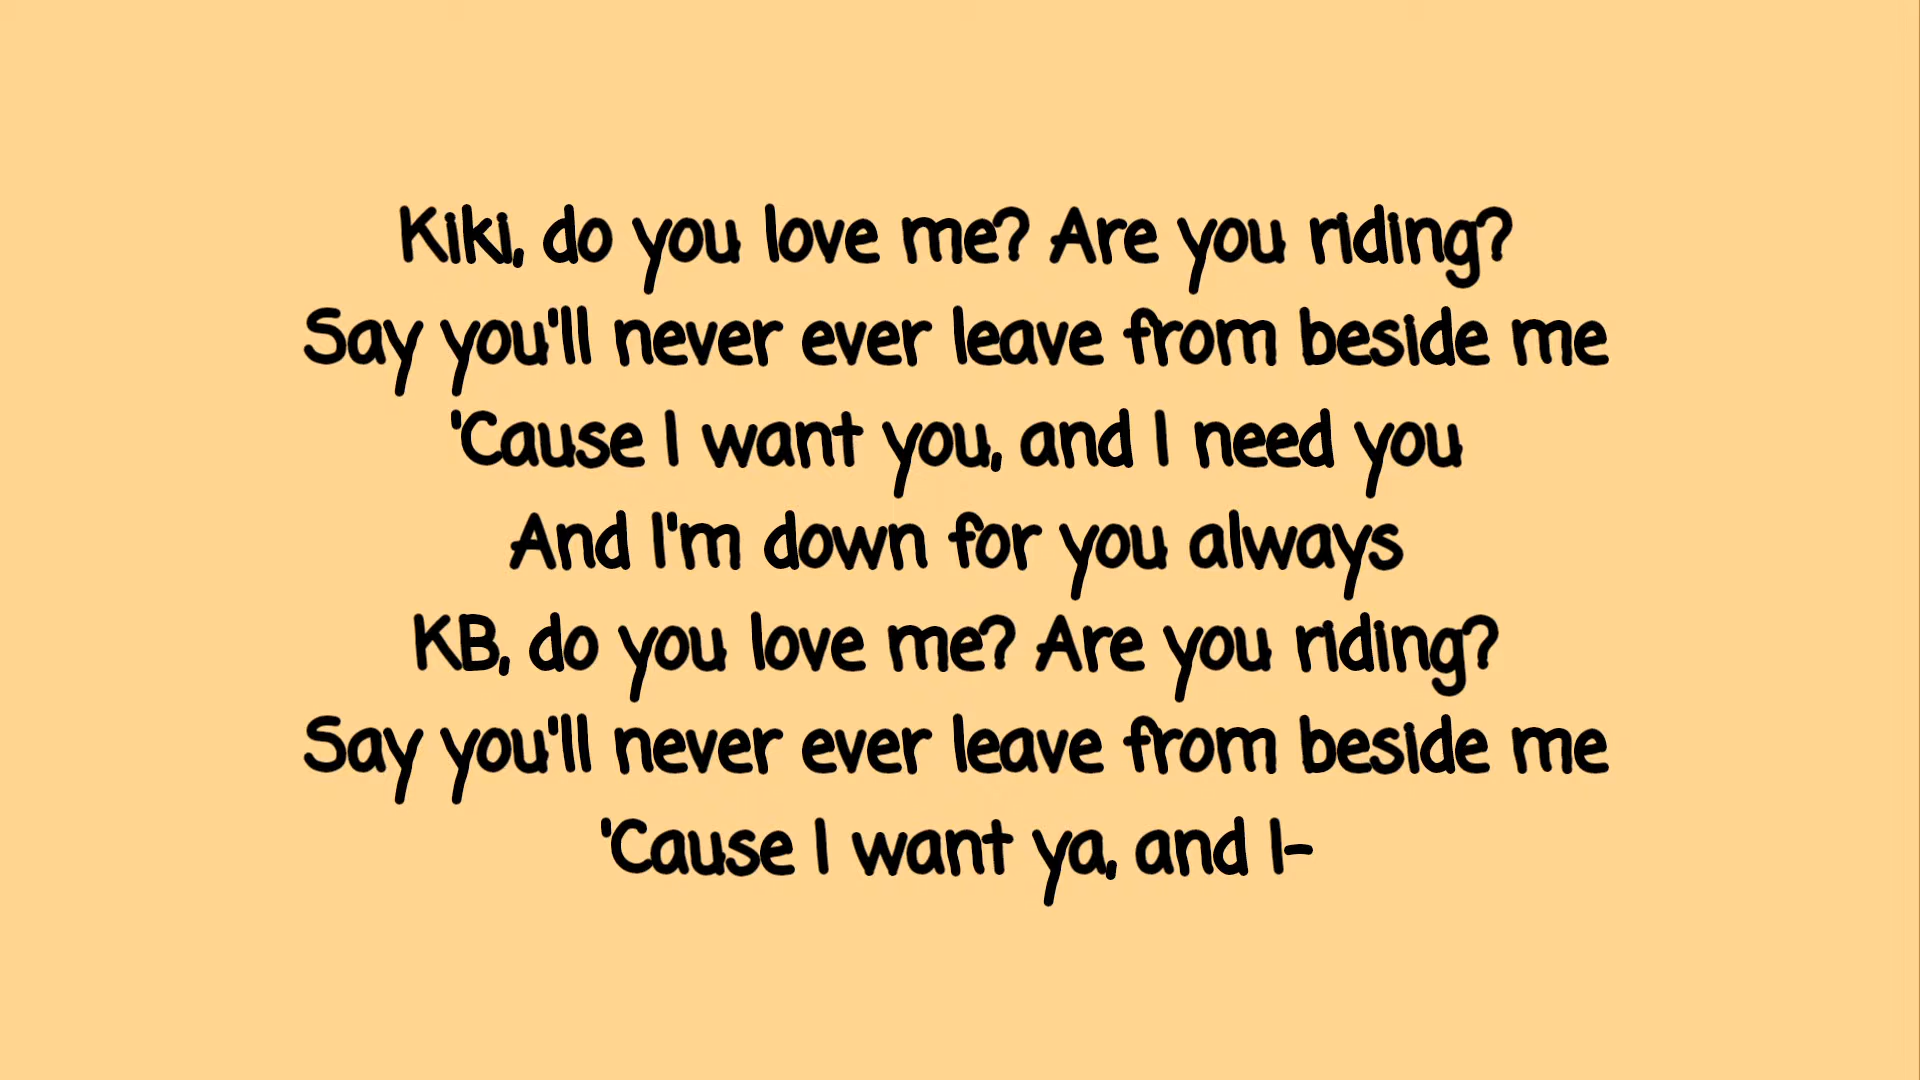 Kiki, do you love me? Are you riding?
Say you'll never ever leave from beside me
'Cause I want you, and I need you
And I'm down for you always
KB, do you love me? Are you riding?
Say you'll never ever leave from beside me
'Cause I want ya, and I-